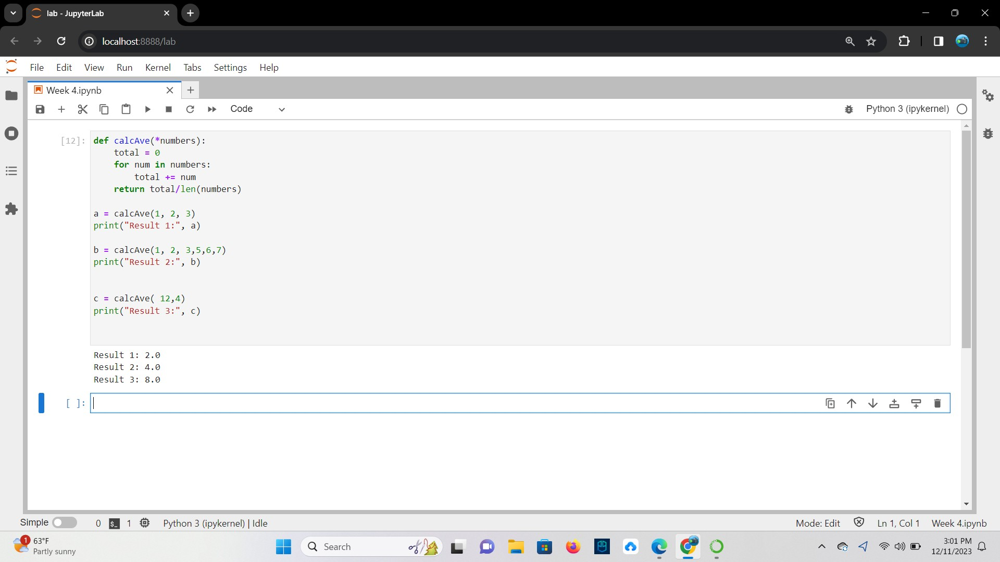 lab - JupyterLab
localhost:8888/lab
File Edit View Run Kernel Tabs Settings Help
Week 4.ipynb
Code
Python 3 (ipykernel)
[12]: def calcAve(*numbers):
    total = 0
    for num in numbers:
        total += num
    return total/len(numbers)
a = calcAve(1, 2, 3)
print("Result 1:", a)
b = calcAve(1, 2, 3,5,6,7)
print("Result 2:", b)
c = calcAve( 12,4)
print("Result 3:", c)
Result 1: 2.0
Result 2: 4.0
Result 3: 8.0
[ ]:
Simple 0 $_ 1 Python 3 (ipykernel) | Idle Mode: Edit Ln 1, Col 1 Week 4.ipynb
1
63°F
Partly sunny
Search
3:01 PM
12/11/2023